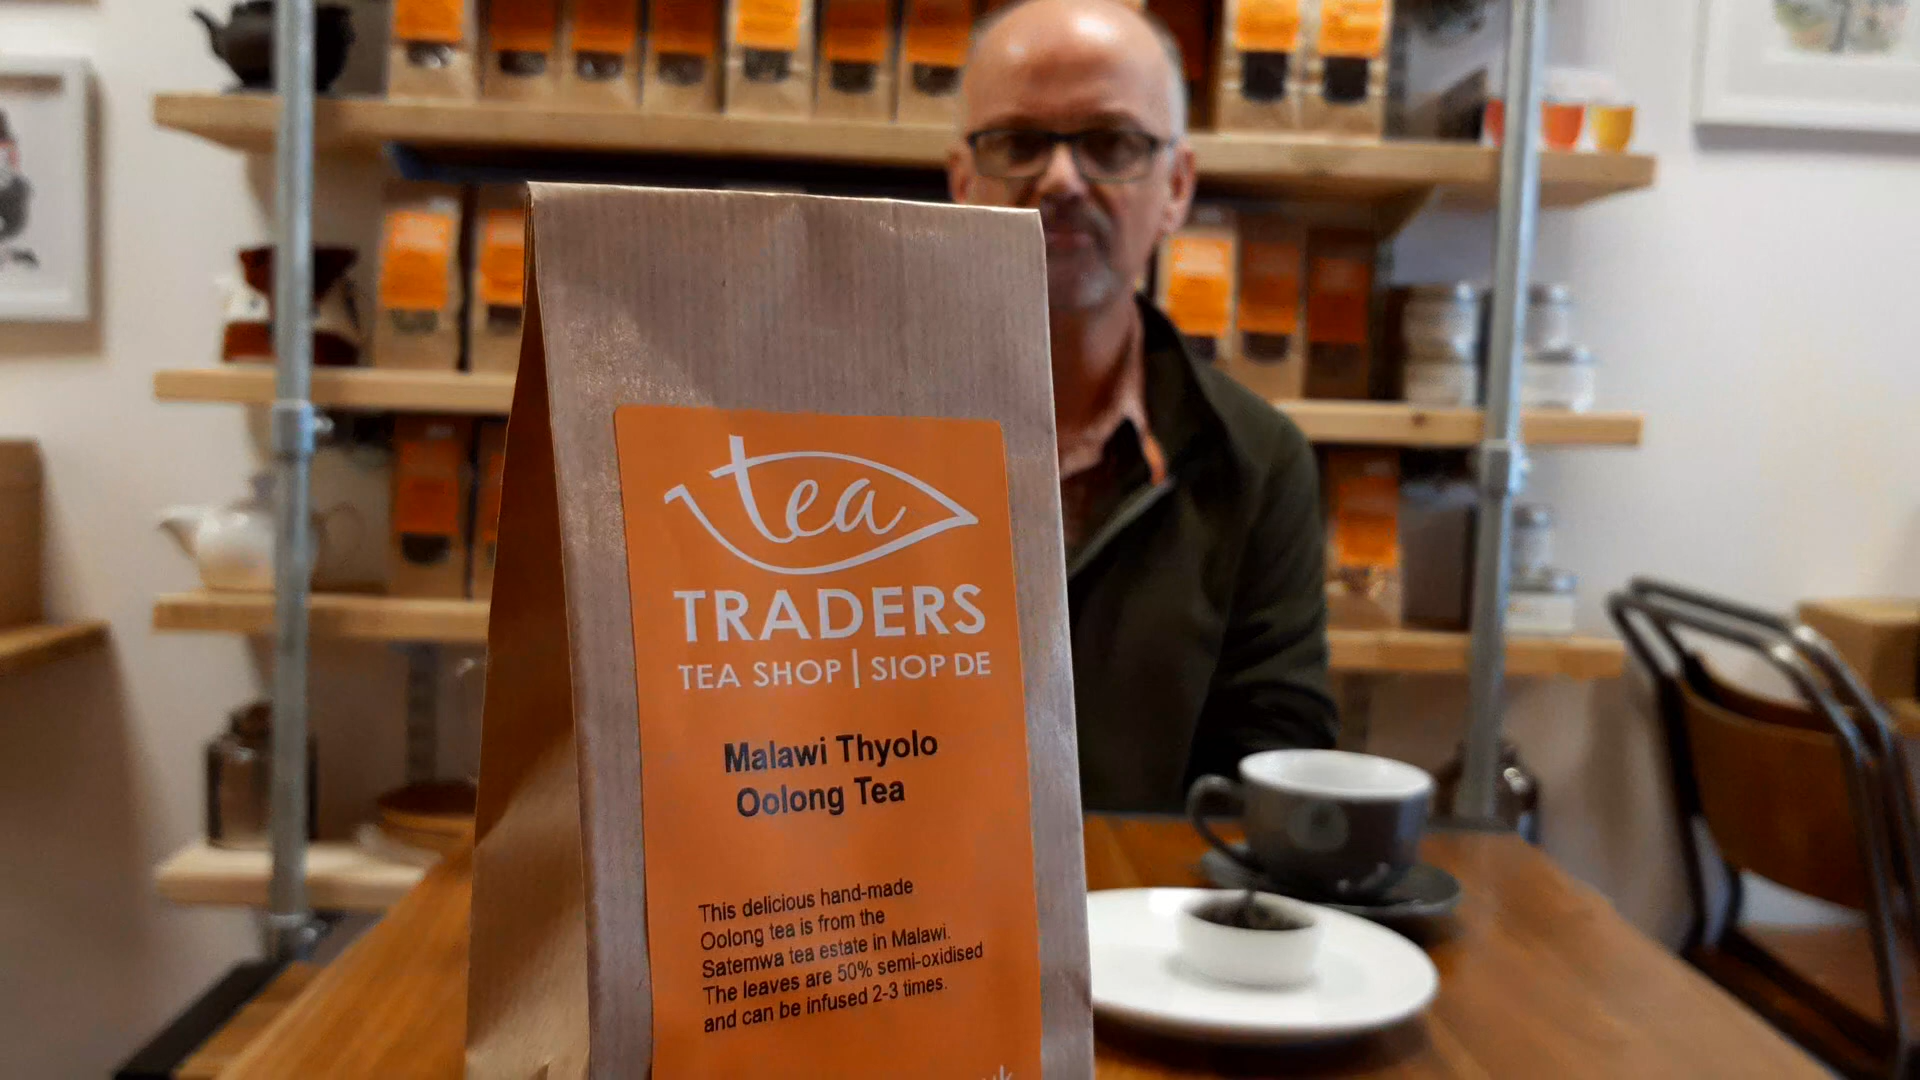 tea
TRADERS
TEA SHOP | SIOP DE
Malawi Thyolo
Oolong Tea
This delicious hand-made
Oolong tea is from the
Satemwa tea estate in Malawi.
The leaves are 50% semi-oxidised
and can be infused 2-3 times.